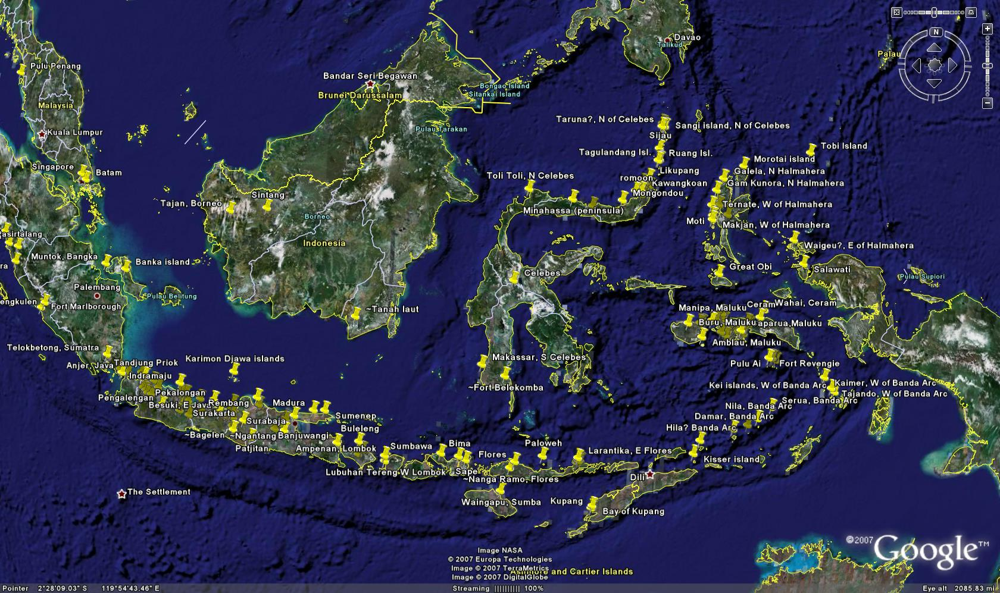 Davao
Talikud
N
Palau
Pulu Penang
Bandar Seri Begawan
Brunei Darussalam
Bongao Island
Sitankai Island
Malaysia
Kuala Lumpur
Pulau Tarakan
Taruna?, N of Celebes
Sangi island, N of Celebes
Sijau
Tobi Island
Tagulandang Isl.
Ruang Isl.
Morotai island
Singapore
Batam
Likupang
Galela, N Halmahera
Toli Toli, N Celebes
romoon
Kawangkoan
Gam Kunora, N Halmahera
Sintang
Mongondou
Tajan, Borneo
Ternate, W of Halmahera
Minahassa (peninsula)
Borneo
Moti
Makjan, W of Halmahera
asirtalang
Indonesia
Waigeu?, E of Halmahera
Muntok, Bangka
Banka island
ra
Great Obi
Salawati
Celebes
Pulau Supiori
Palembang
Pulau Belitung
engkulen
Fort Marlborough
~Tanah laut
Manipa, Maluku
Ceram
Wahai, Ceram
Buru, Maluku
aparua,Maluku
Amblau, Maluku
Telokbetong, Sumatra
Makassar, S Celebes
Karimon Djawa islands
Anjer, Java
Tandjung Priok
Pulu Ai
Fort Revengie
Indramaju
Kei islands, W of Banda Arc
Kaimer, W of Banda Arc
~Fort Belekomba
Pekalongan
Tajando, W of Banda Arc
Pengalengan
Serua, Banda Arc
Besuki, E Java
Rembang
Madura
Nila, Banda Arc
Surakarta
Sumenep
Damar, Banda Arc
Surabaja
Buleleng
Hila? Banda Arc
~Bagelen
~Ngantang
Banjuwangi
Patjitan
Ampenan, Lombok
Sumbawa
Bima
Paloweh
Flores
Larantika, E Flores
Kisser island
Lubuhan Tereng W Lombok
Sape
~Nanga Ramo, Flores
Dili
The Settlement
Waingapu, Sumba
Kupang
Bay of Kupang
©2007 Google™
Image NASA
© 2007 Europa Technologies
Image © 2007 TerraMetrics
Ashmore and Cartier Islands
Image © 2007 DigitalGlobe
Pointer 2°28'09.03" S 119°54'43.46" E
Streaming |||||||||| 100%
Eye alt 2085.83 mi